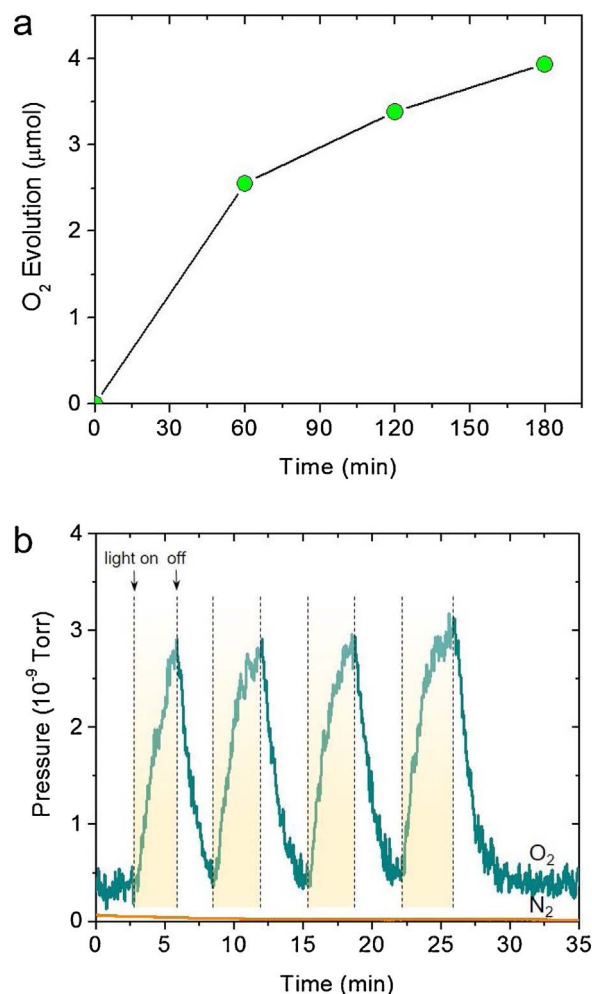 a
O₂ Evolution (μmol)
4
3
2
1
0
0 30 60 90 120 150 180
Time (min)
b
Pressure (10⁻⁹ Torr)
4
light on off
3
2
1
O₂
N₂
0
0 5 10 15 20 25 30 35
Time (min)